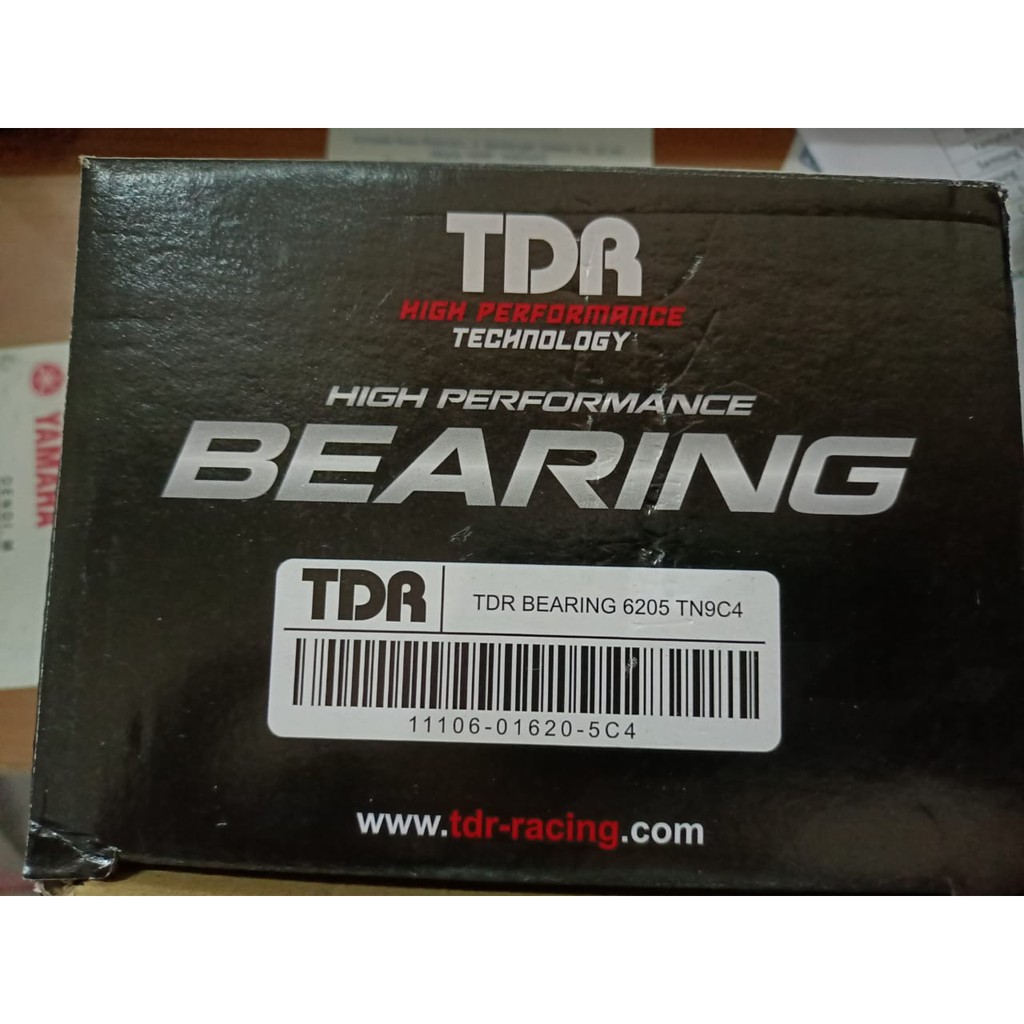 TDR
HIGH PERFORMANCE
TECHNOLOGY
HIGH PERFORMANCE
BEARING
TDR
TDR BEARING 6205 TN9C4
11106-01620-5C4
www.tdr-racing.com
YAMAHA